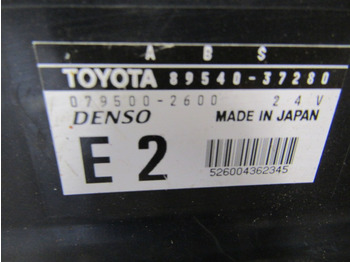 A B S
TOYOTA 89540-37280
079500-2600 24V
DENSO MADE IN JAPAN
E2
526004362345